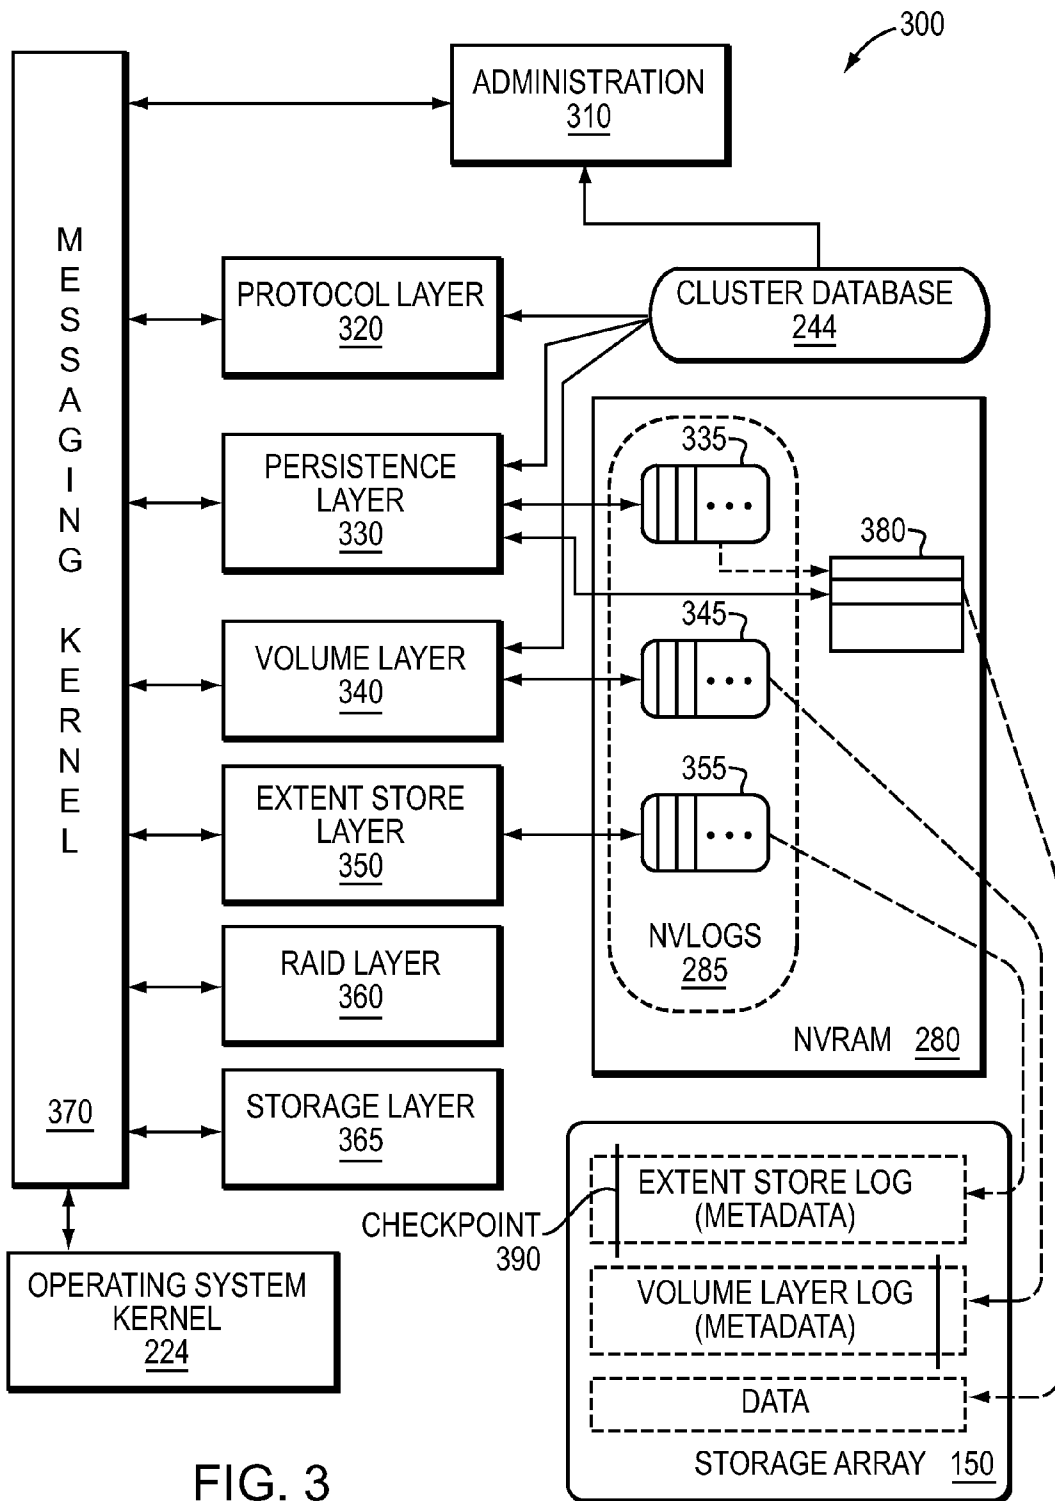 300
ADMINISTRATION
310
MESSAGING KERNEL
370
PROTOCOL LAYER
320
CLUSTER DATABASE
244
PERSISTENCE
LAYER
330
335
380
VOLUME LAYER
340
345
EXTENT STORE
LAYER
350
355
NVLOGS
285
RAID LAYER
360
NVRAM 280
STORAGE LAYER
365
EXTENT STORE LOG
(METADATA)
CHECKPOINT
390
VOLUME LAYER LOG
(METADATA)
OPERATING SYSTEM
KERNEL
224
DATA
STORAGE ARRAY 150
FIG. 3